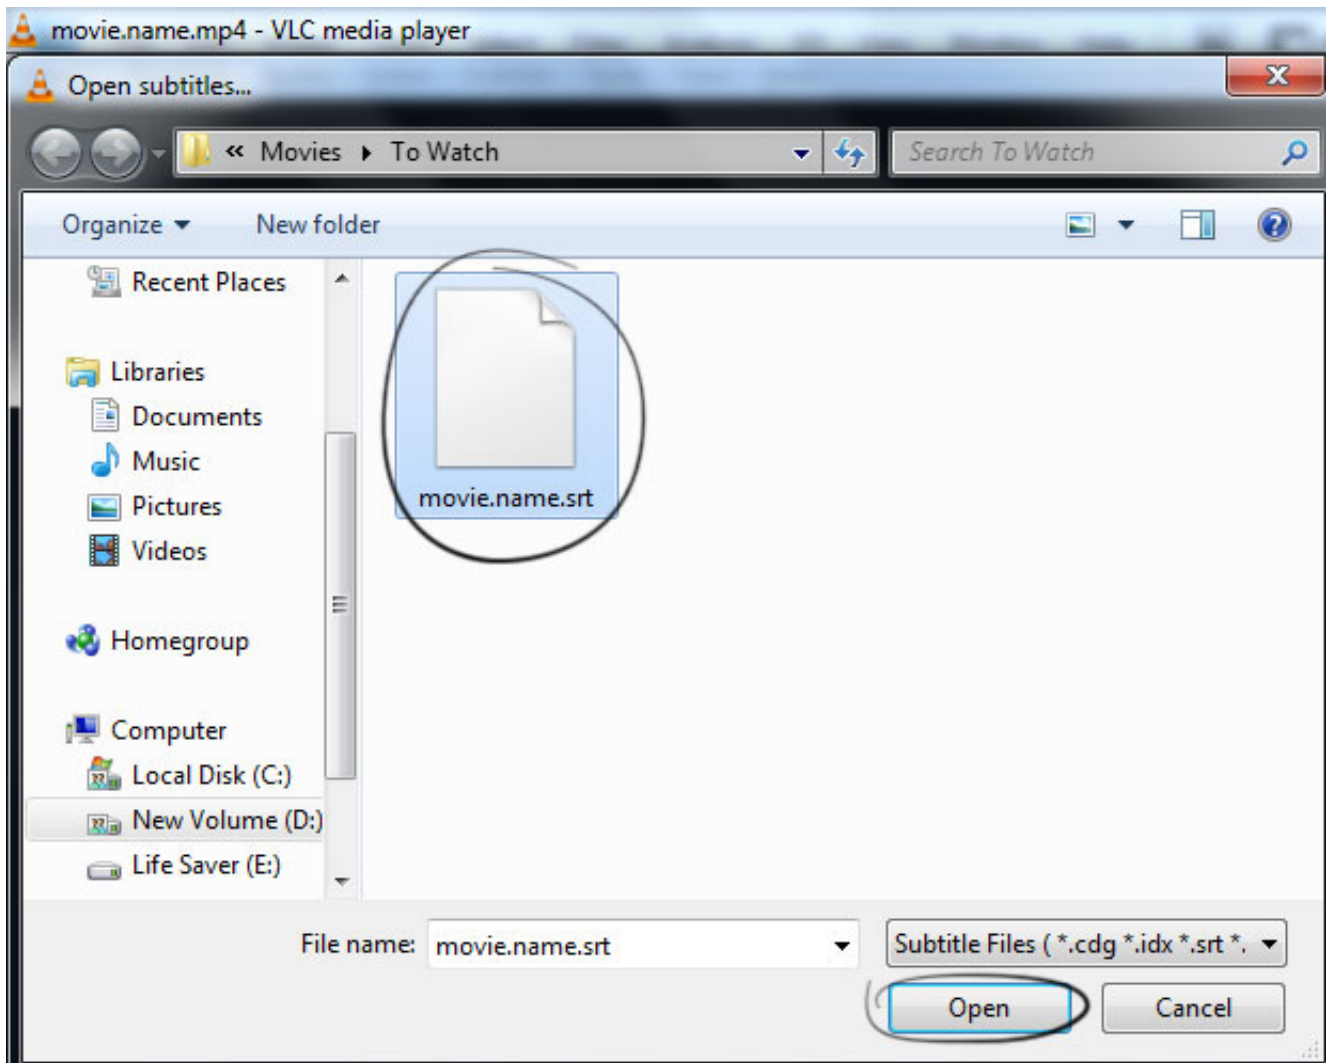 movie.name.mp4 - VLC media player
Open subtitles...
« Movies ▸ To Watch
Search To Watch
Organize
New folder
Recent Places
Libraries
Documents
Music
Pictures
Videos
Homegroup
Computer
Local Disk (C:)
New Volume (D:)
Life Saver (E:)
movie.name.srt
File name: movie.name.srt
Subtitle Files ( *.cdg *.idx *.srt *.
Open
Cancel